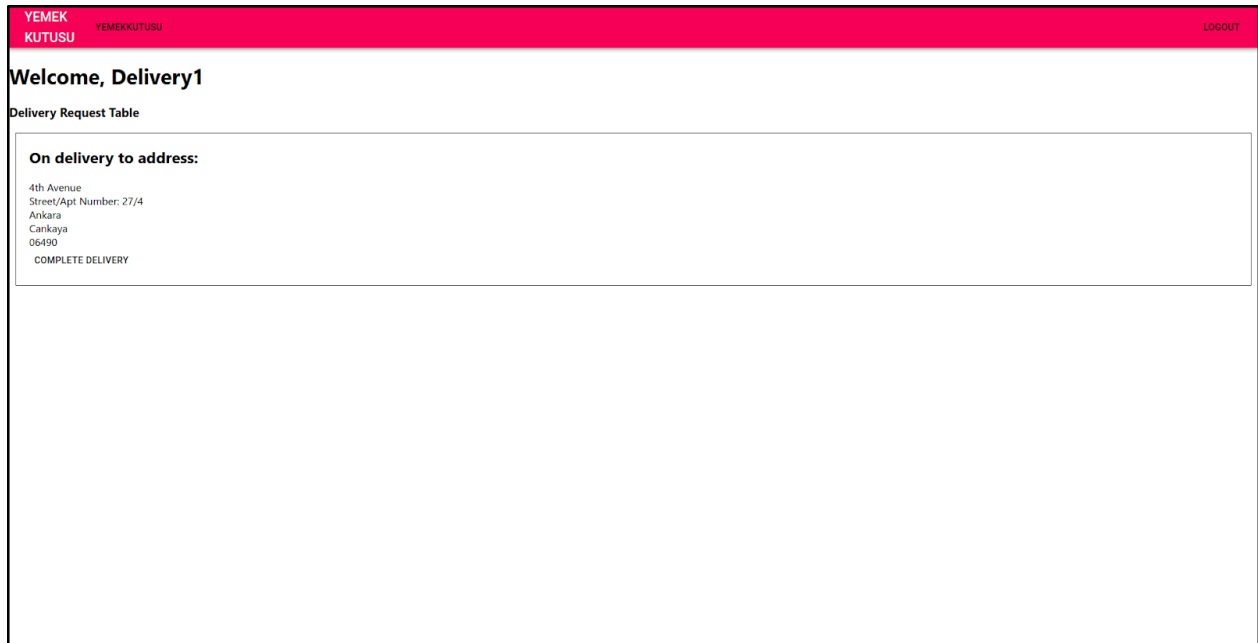 YEMEK
KUTUSU
YEMEKKUTUSU
LOGOUT
Welcome, Delivery1
Delivery Request Table
On delivery to address:
4th Avenue
Street/Apt Number: 27/4
Ankara
Cankaya
06490
COMPLETE DELIVERY